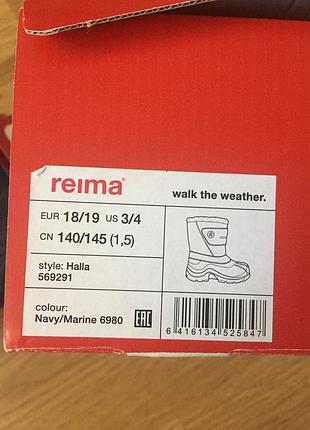 reima®
walk the weather.
EUR 18/19 US 3/4
CN 140/145 (1,5)
style: Halla
569291
colour:
Navy/Marine 6980
EAC
6 416134 525847